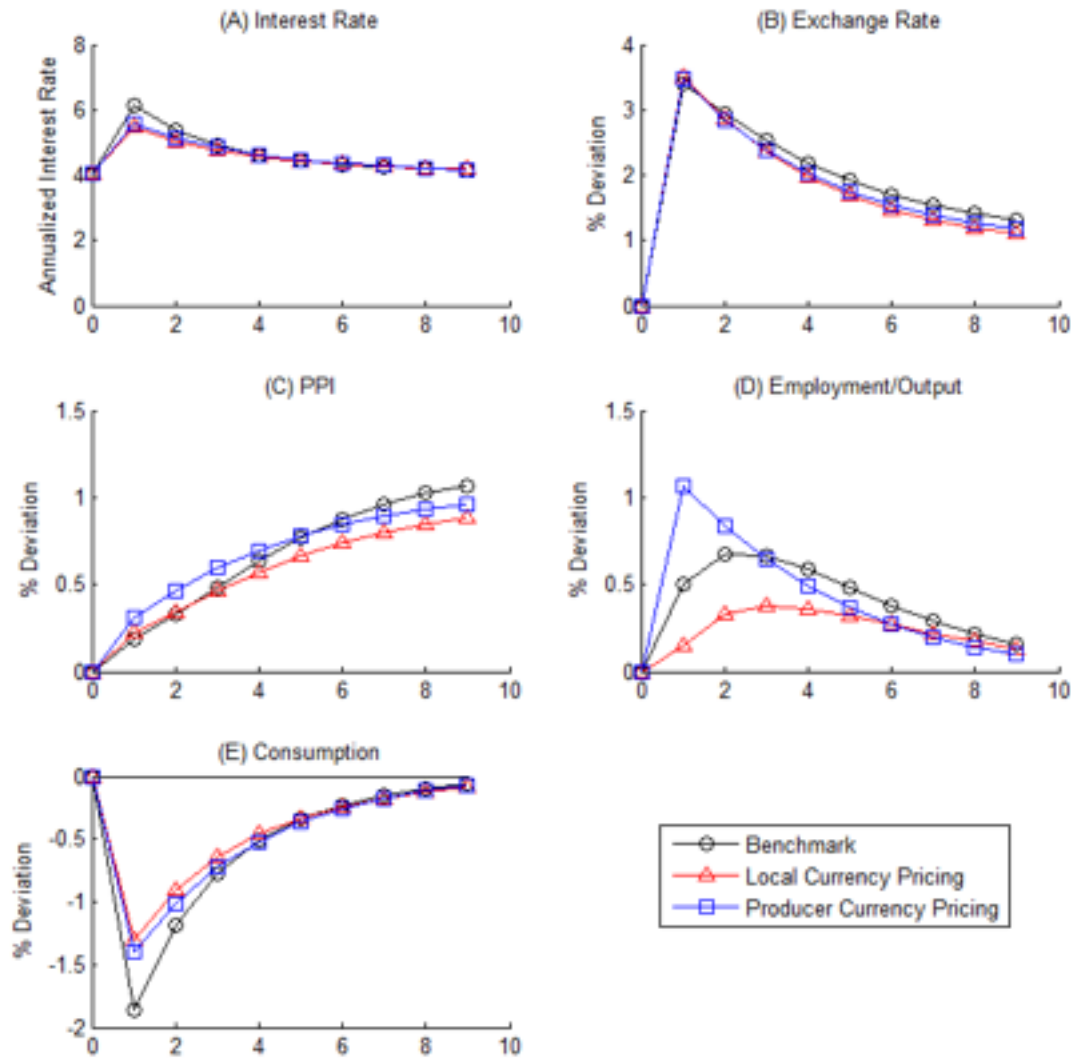 (A) Interest Rate
Annualized Interest Rate
8
6
4
2
0
0 2 4 6 8 10
(B) Exchange Rate
% Deviation
4
3
2
1
0
0 2 4 6 8 10
(C) PPI
% Deviation
1.5
1
0.5
0
0 2 4 6 8 10
(D) Employment/Output
% Deviation
1.5
1
0.5
0
0 2 4 6 8 10
(E) Consumption
% Deviation
0
-0.5
-1
-1.5
-2
0 2 4 6 8 10
Benchmark
Local Currency Pricing
Producer Currency Pricing